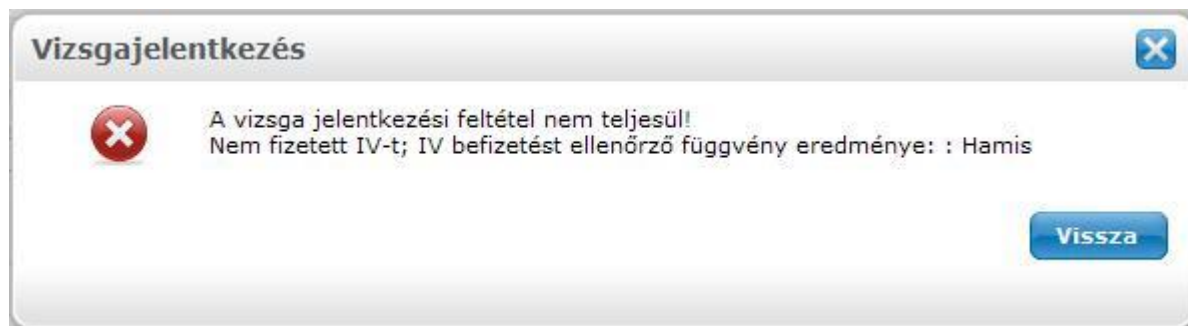 Vizsgajelentkezés
A vizsga jelentkezési feltétel nem teljesül!
Nem fizetett IV-t; IV befizetést ellenőrző függvény eredménye: : Hamis
Vissza